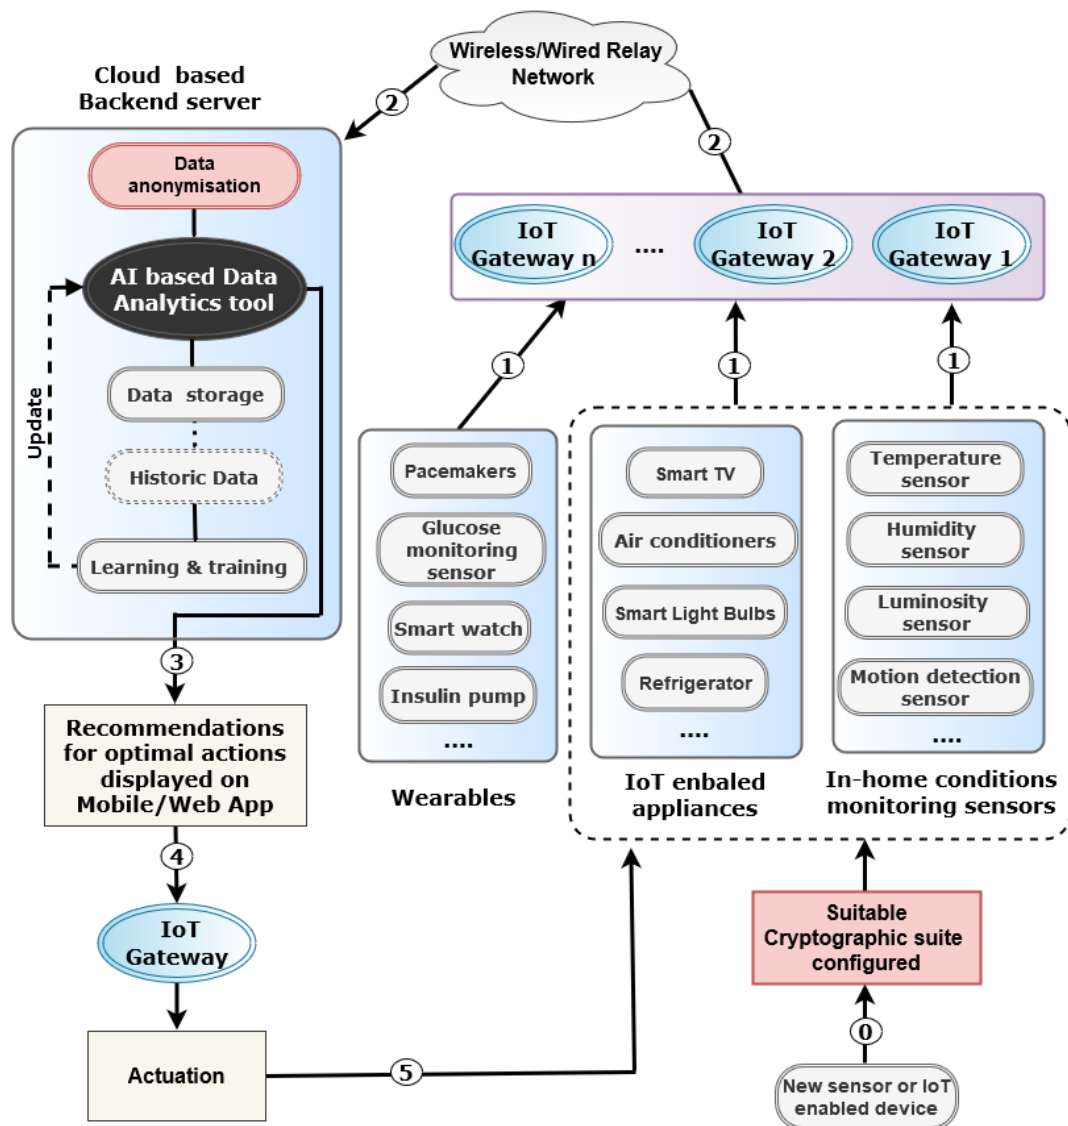 Wireless/Wired Relay
Network
Cloud based
Backend server
2
2
Data
anonymisation
AI based Data
Analytics tool
Data storage
Historic Data
Learning & training
Update
IoT
Gateway n
....
IoT
Gateway 2
IoT
Gateway 1
1
1
1
Pacemakers
Glucose
monitoring
sensor
Smart watch
Insulin pump
....
Wearables
Smart TV
Air conditioners
Smart Light Bulbs
Refrigerator
....
IoT enbaled
appliances
Temperature
sensor
Humidity
sensor
Luminosity
sensor
Motion detection
sensor
....
In-home conditions
monitoring sensors
3
Recommendations
for optimal actions
displayed on
Mobile/Web App
4
IoT
Gateway
Actuation
5
Suitable
Cryptographic suite
configured
0
New sensor or IoT
enabled device